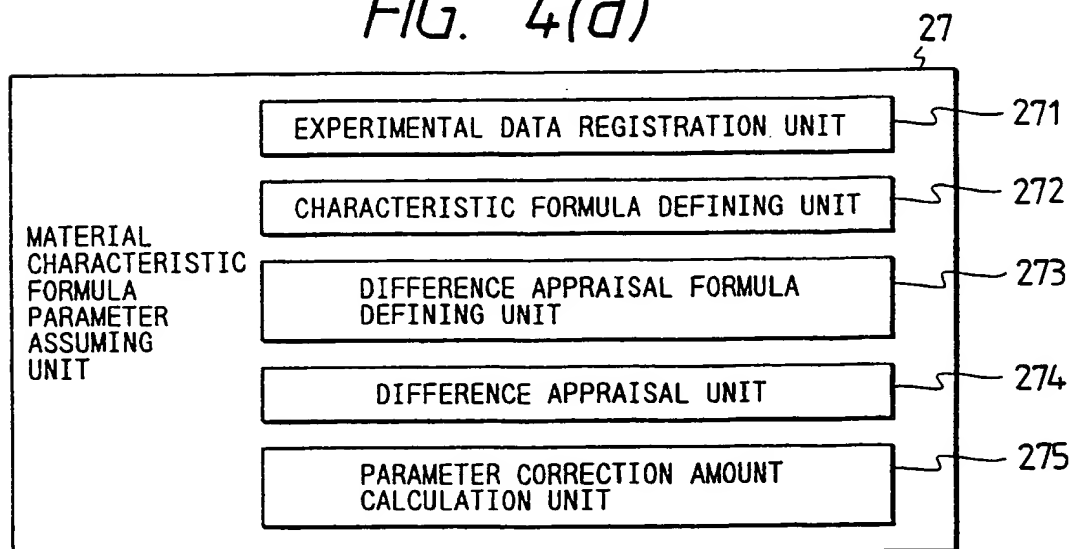 FIG. 4(d)
27
EXPERIMENTAL DATA REGISTRATION UNIT
271
CHARACTERISTIC FORMULA DEFINING UNIT
272
MATERIAL
CHARACTERISTIC
FORMULA
PARAMETER
ASSUMING
UNIT
DIFFERENCE APPRAISAL FORMULA
DEFINING UNIT
273
DIFFERENCE APPRAISAL UNIT
274
PARAMETER CORRECTION AMOUNT
CALCULATION UNIT
275